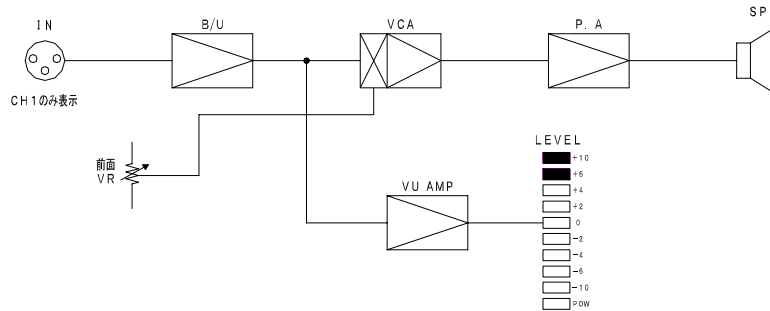 SP
IN
B/U
VCA
P. A
CH1のみ表示
前面
VR
LEVEL
+10
+6
+4
+2
0
-2
-4
-6
-10
POW
VU AMP